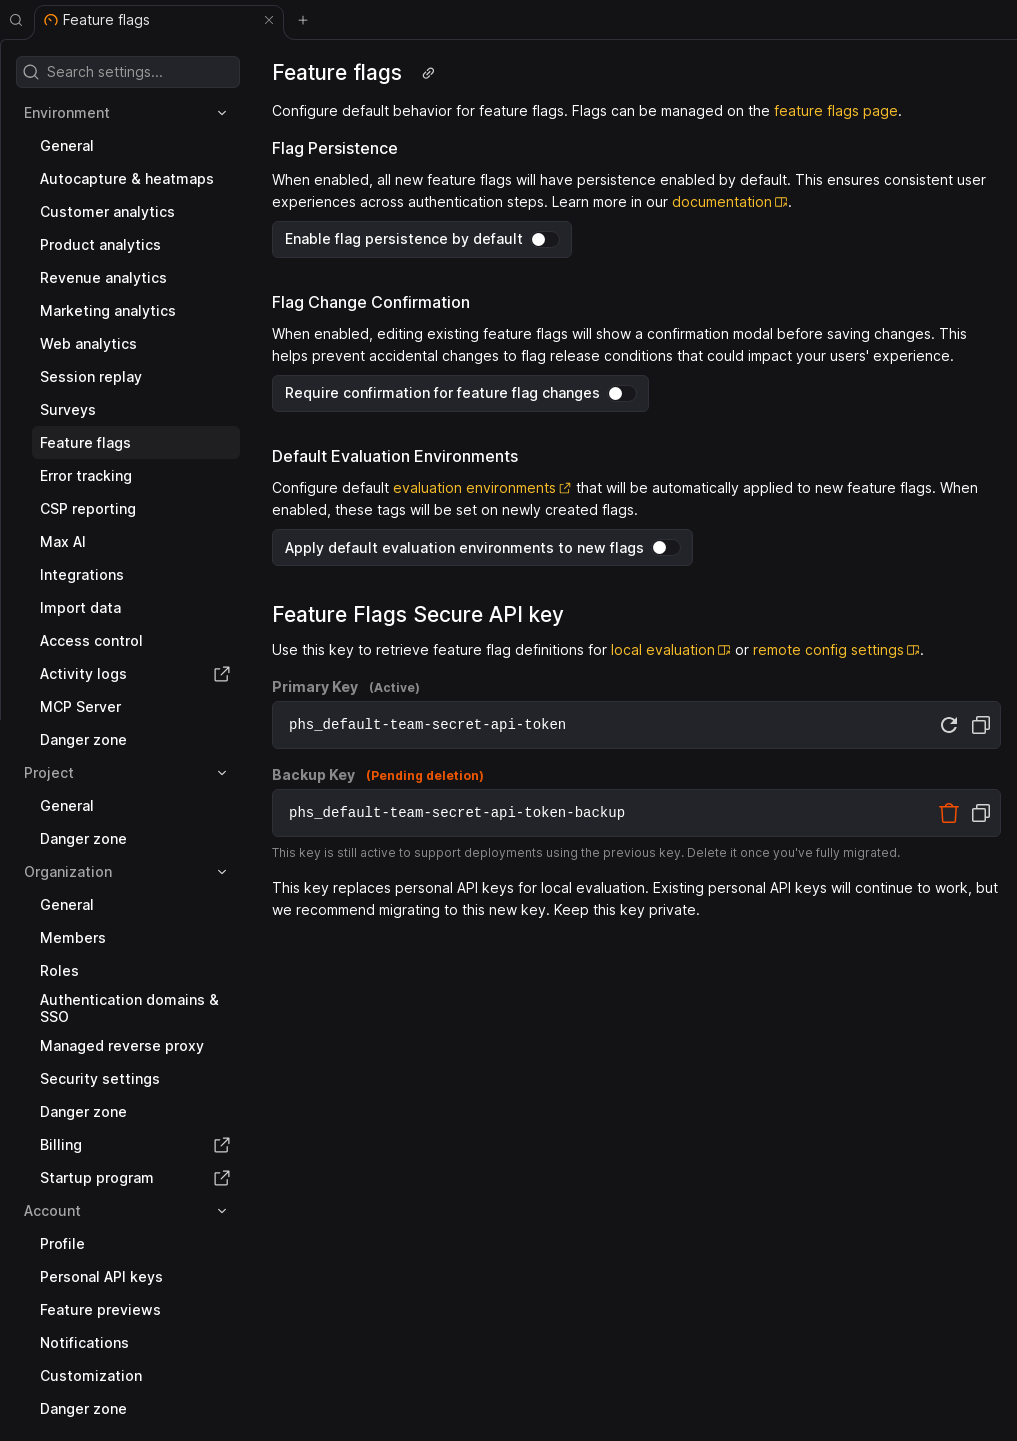 Feature flags
Search settings...
Environment
General
Autocapture & heatmaps
Customer analytics
Product analytics
Revenue analytics
Marketing analytics
Web analytics
Session replay
Surveys
Feature flags
Error tracking
CSP reporting
Max AI
Integrations
Import data
Access control
Activity logs
MCP Server
Danger zone
Project
General
Danger zone
Organization
General
Members
Roles
Authentication domains &
SSO
Managed reverse proxy
Security settings
Danger zone
Billing
Startup program
Account
Profile
Personal API keys
Feature previews
Notifications
Customization
Danger zone
Feature flags
Configure default behavior for feature flags. Flags can be managed on the feature flags page.
Flag Persistence
When enabled, all new feature flags will have persistence enabled by default. This ensures consistent user
experiences across authentication steps. Learn more in our documentation.
Enable flag persistence by default
Flag Change Confirmation
When enabled, editing existing feature flags will show a confirmation modal before saving changes. This
helps prevent accidental changes to flag release conditions that could impact your users' experience.
Require confirmation for feature flag changes
Default Evaluation Environments
Configure default evaluation environments that will be automatically applied to new feature flags. When
enabled, these tags will be set on newly created flags.
Apply default evaluation environments to new flags
Feature Flags Secure API key
Use this key to retrieve feature flag definitions for local evaluation or remote config settings.
Primary Key (Active)
phs_default-team-secret-api-token
Backup Key (Pending deletion)
phs_default-team-secret-api-token-backup
This key is still active to support deployments using the previous key. Delete it once you've fully migrated.
This key replaces personal API keys for local evaluation. Existing personal API keys will continue to work, but
we recommend migrating to this new key. Keep this key private.